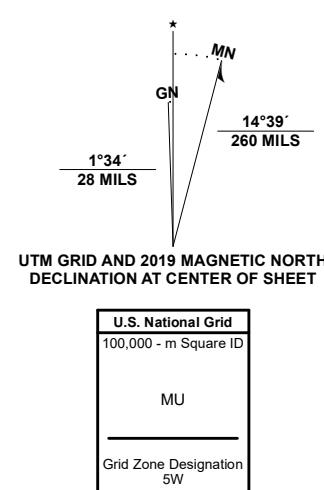 ★
MN
GN
14°39´
260 MILS
1°34´
28 MILS
UTM GRID AND 2019 MAGNETIC NORTH
DECLINATION AT CENTER OF SHEET
U.S. National Grid
100,000 - m Square ID
MU
Grid Zone Designation
5W